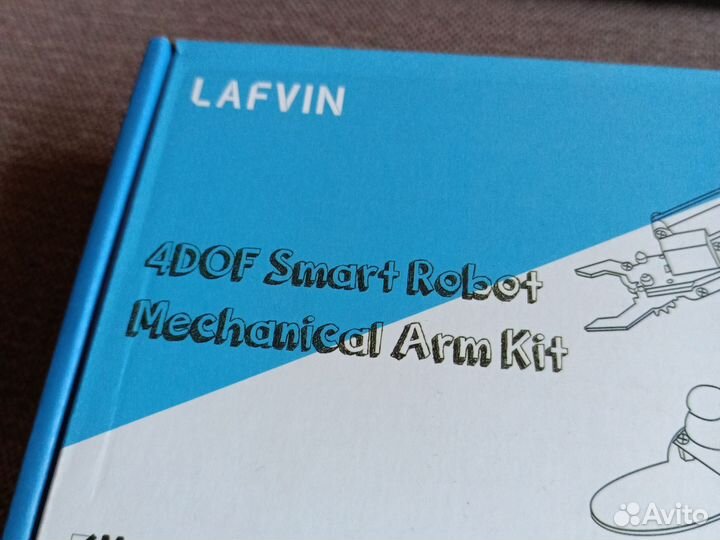 LAFVIN
4DOF Smart Robot
Mechanical Arm Kit
Avito